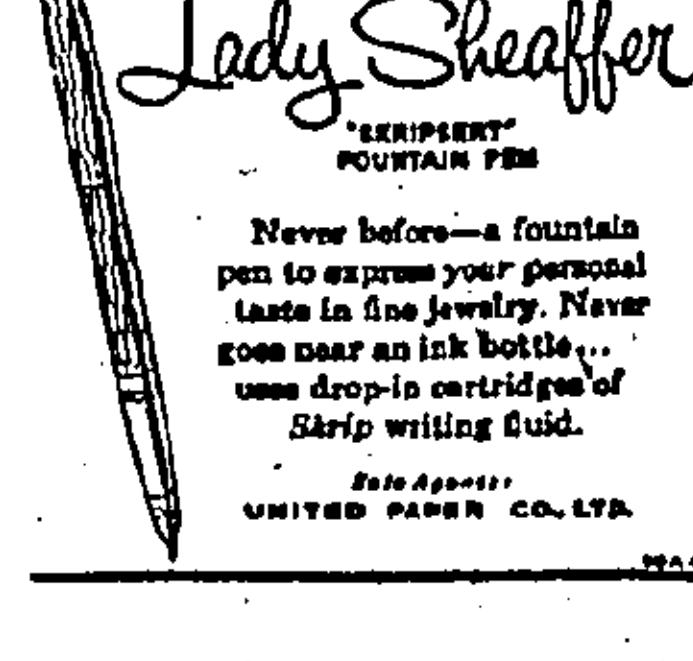 Lady Sheaffer
"SKRIPSERT"
FOUNTAIN PEN
Never before—a fountain
pen to express your personal
taste in fine jewelry. Never
goes near an ink bottle...
uses drop-in cartridges of
Skrip writing fluid.
Sole Agents:
UNITED PAPER CO., LTD.